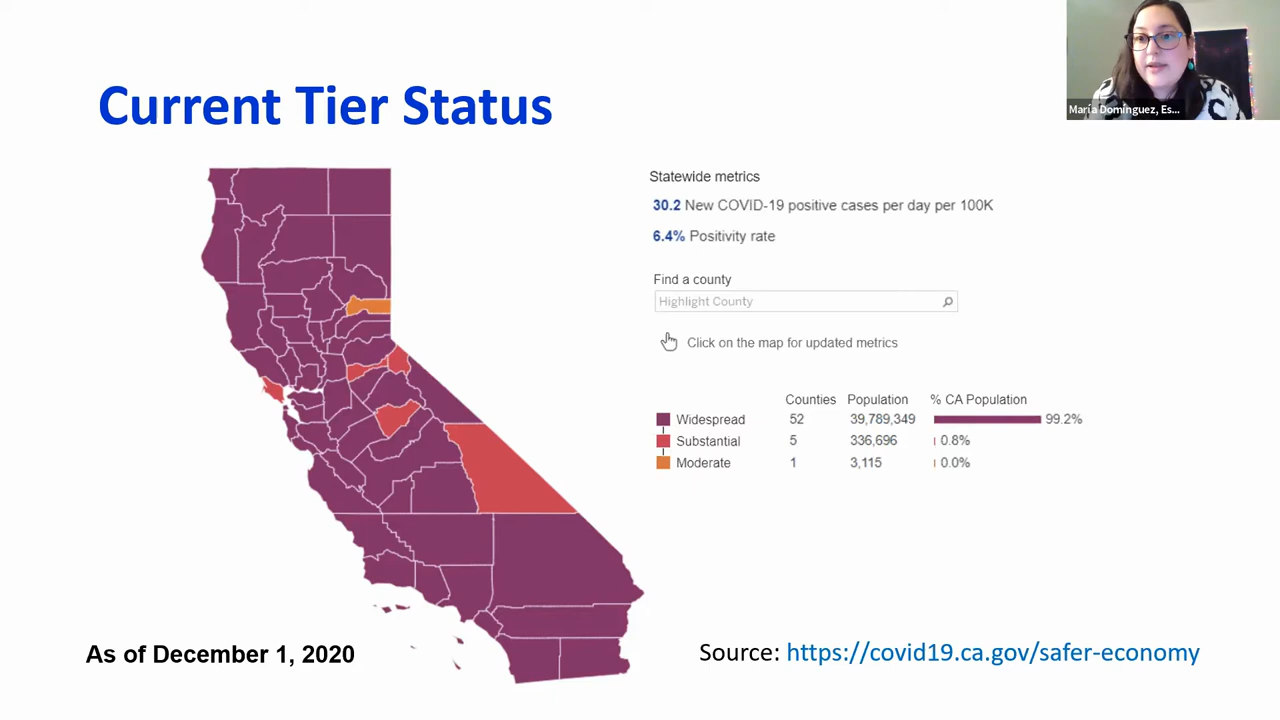 María Domínguez, Es...
Current Tier Status
Statewide metrics
30.2 New COVID-19 positive cases per day per 100K
6.4% Positivity rate
Find a county
Highlight County
Click on the map for updated metrics
Counties Population % CA Population
Widespread 52 39,789,349 99.2%
Substantial 5 336,696 0.8%
Moderate 1 3,115 0.0%
As of December 1, 2020
Source: https://covid19.ca.gov/safer-economy